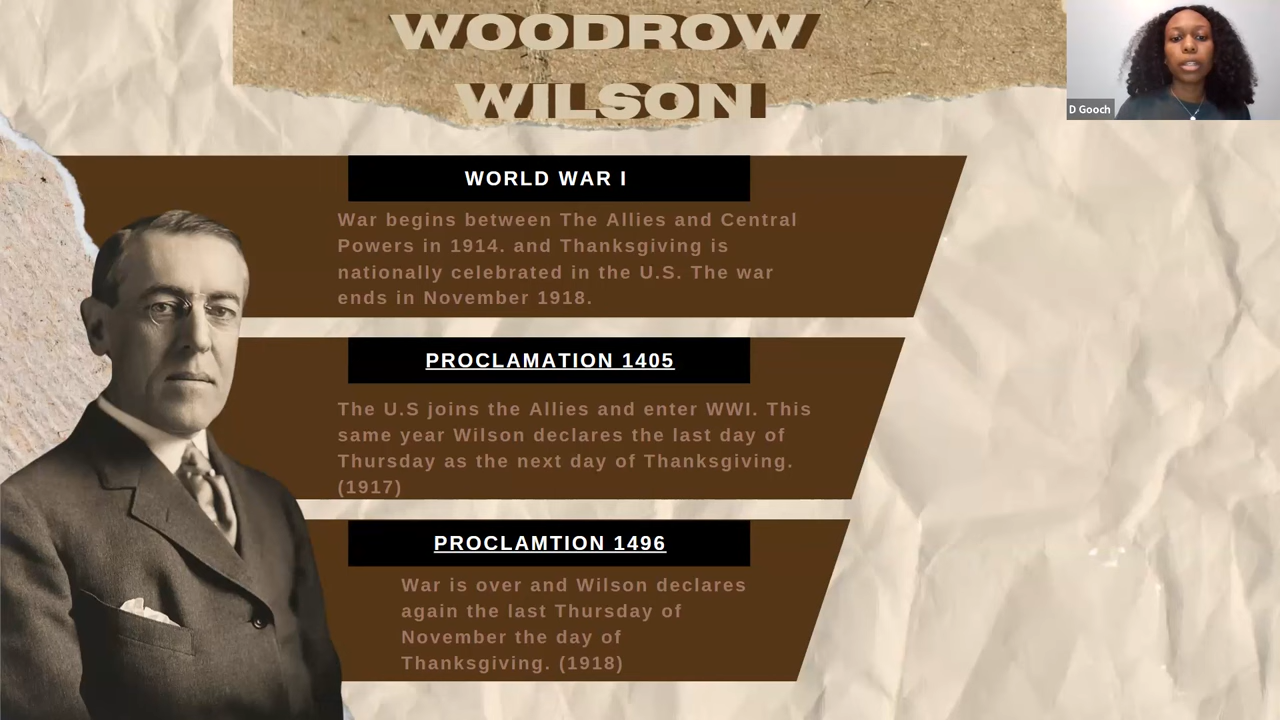 WOODROW
WILSON
D Gooch
WORLD WAR I
War begins between The Allies and Central
Powers in 1914. and Thanksgiving is
nationally celebrated in the U.S. The war
ends in November 1918.
PROCLAMATION 1405
The U.S joins the Allies and enter WWI. This
same year Wilson declares the last day of
Thursday as the next day of Thanksgiving.
(1917)
PROCLAMTION 1496
War is over and Wilson declares
again the last Thursday of
November the day of
Thanksgiving. (1918)